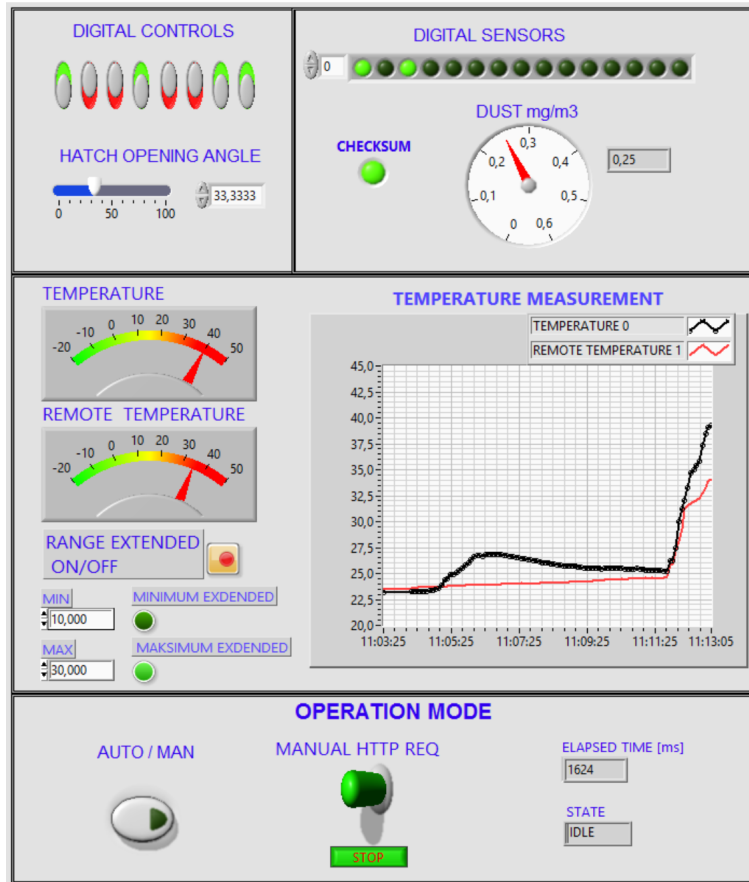 DIGITAL CONTROLS
HATCH OPENING ANGLE
0 50 100
33,3333
DIGITAL SENSORS
0
CHECKSUM
DUST mg/m3
0 0,1 0,2 0,3 0,4 0,5 0,6
0,25
TEMPERATURE
-20 -10 0 10 20 30 40 50
REMOTE TEMPERATURE
-20 -10 0 10 20 30 40 50
RANGE EXTENDED
ON/OFF
MIN
10,000
MINIMUM EXDENDED
MAX
30,000
MAKSIMUM EXDENDED
TEMPERATURE MEASUREMENT
TEMPERATURE 0
REMOTE TEMPERATURE 1
45,0
42,5
40,0
37,5
35,0
32,5
30,0
27,5
25,0
22,5
20,0
11:03:25 11:05:25 11:07:25 11:09:25 11:11:25 11:13:05
OPERATION MODE
AUTO / MAN
MANUAL HTTP REQ
STOP
ELAPSED TIME [ms]
1624
STATE
IDLE